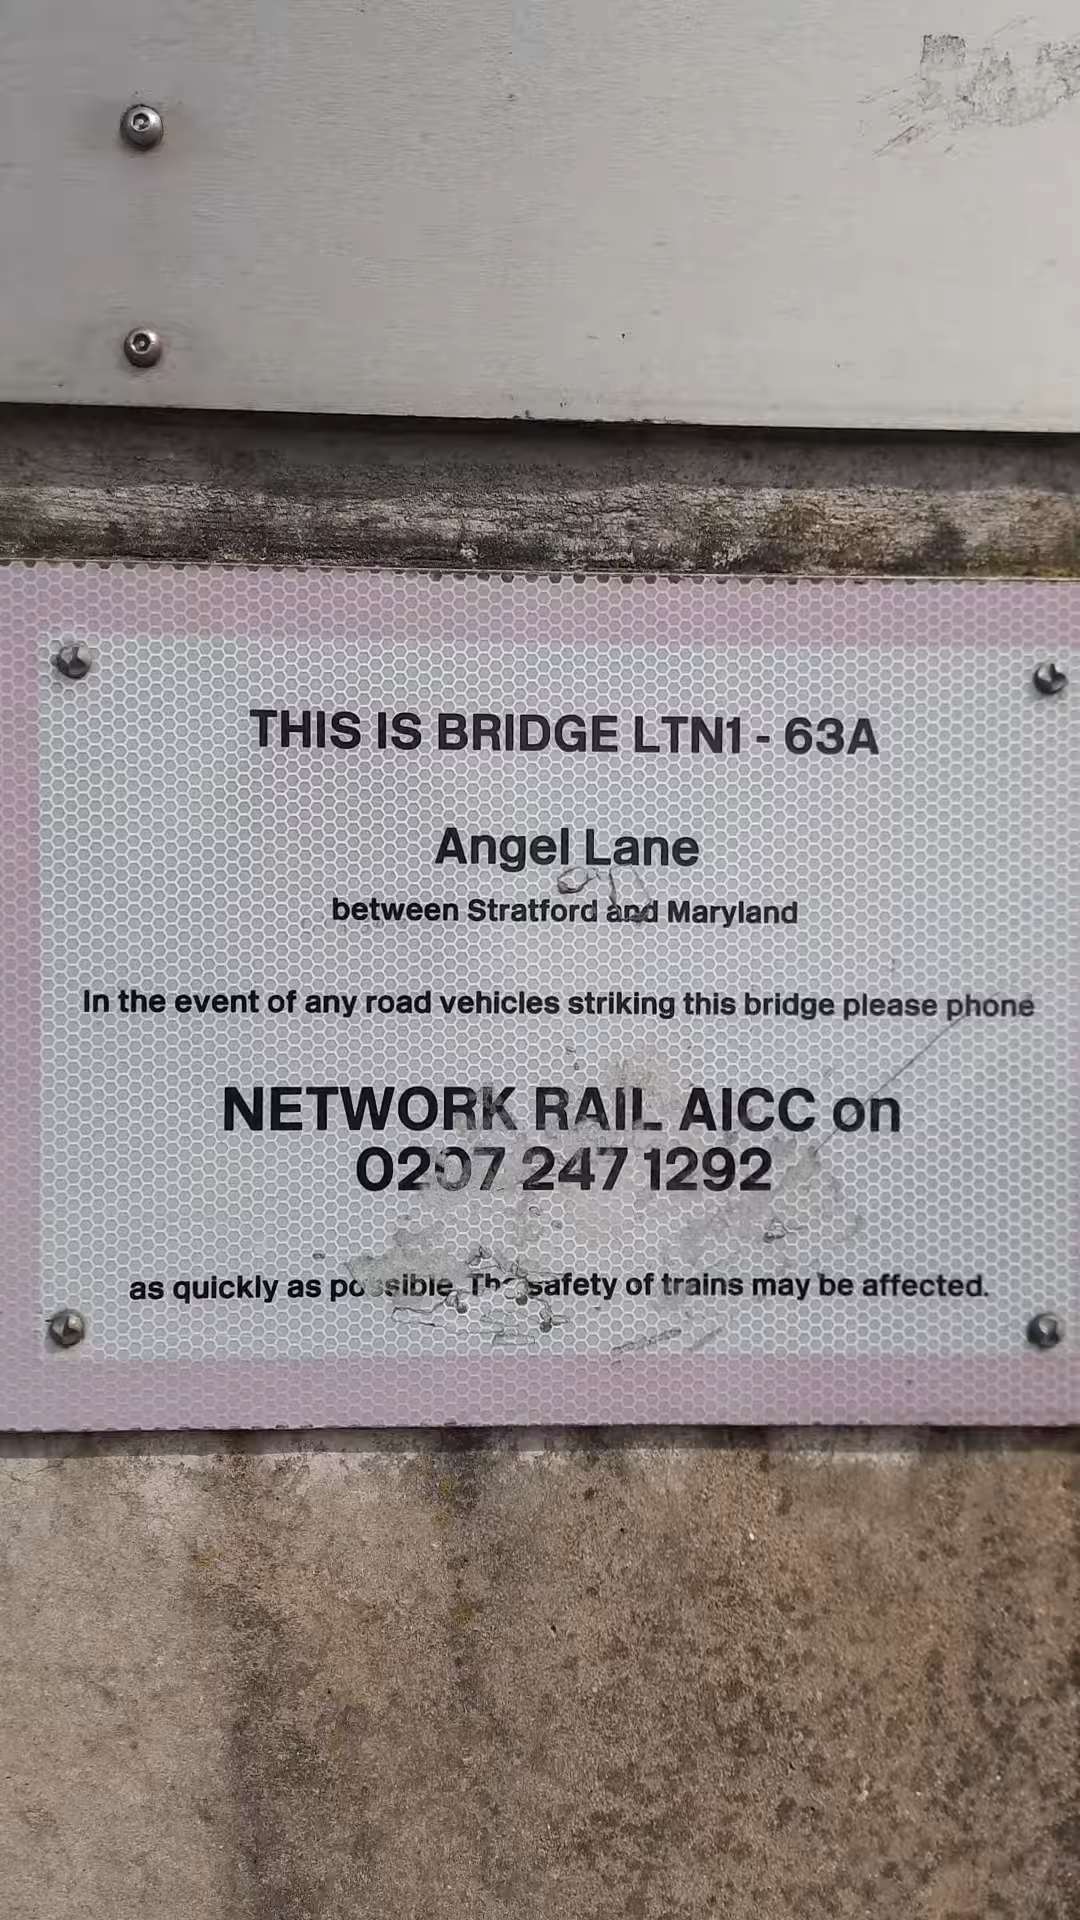 THIS IS BRIDGE LTN1 - 63A
Angel Lane
between Stratford and Maryland
In the event of any road vehicles striking this bridge please phone
NETWORK RAIL AICC on
0207 247 1292
as quickly as possible. The safety of trains may be affected.